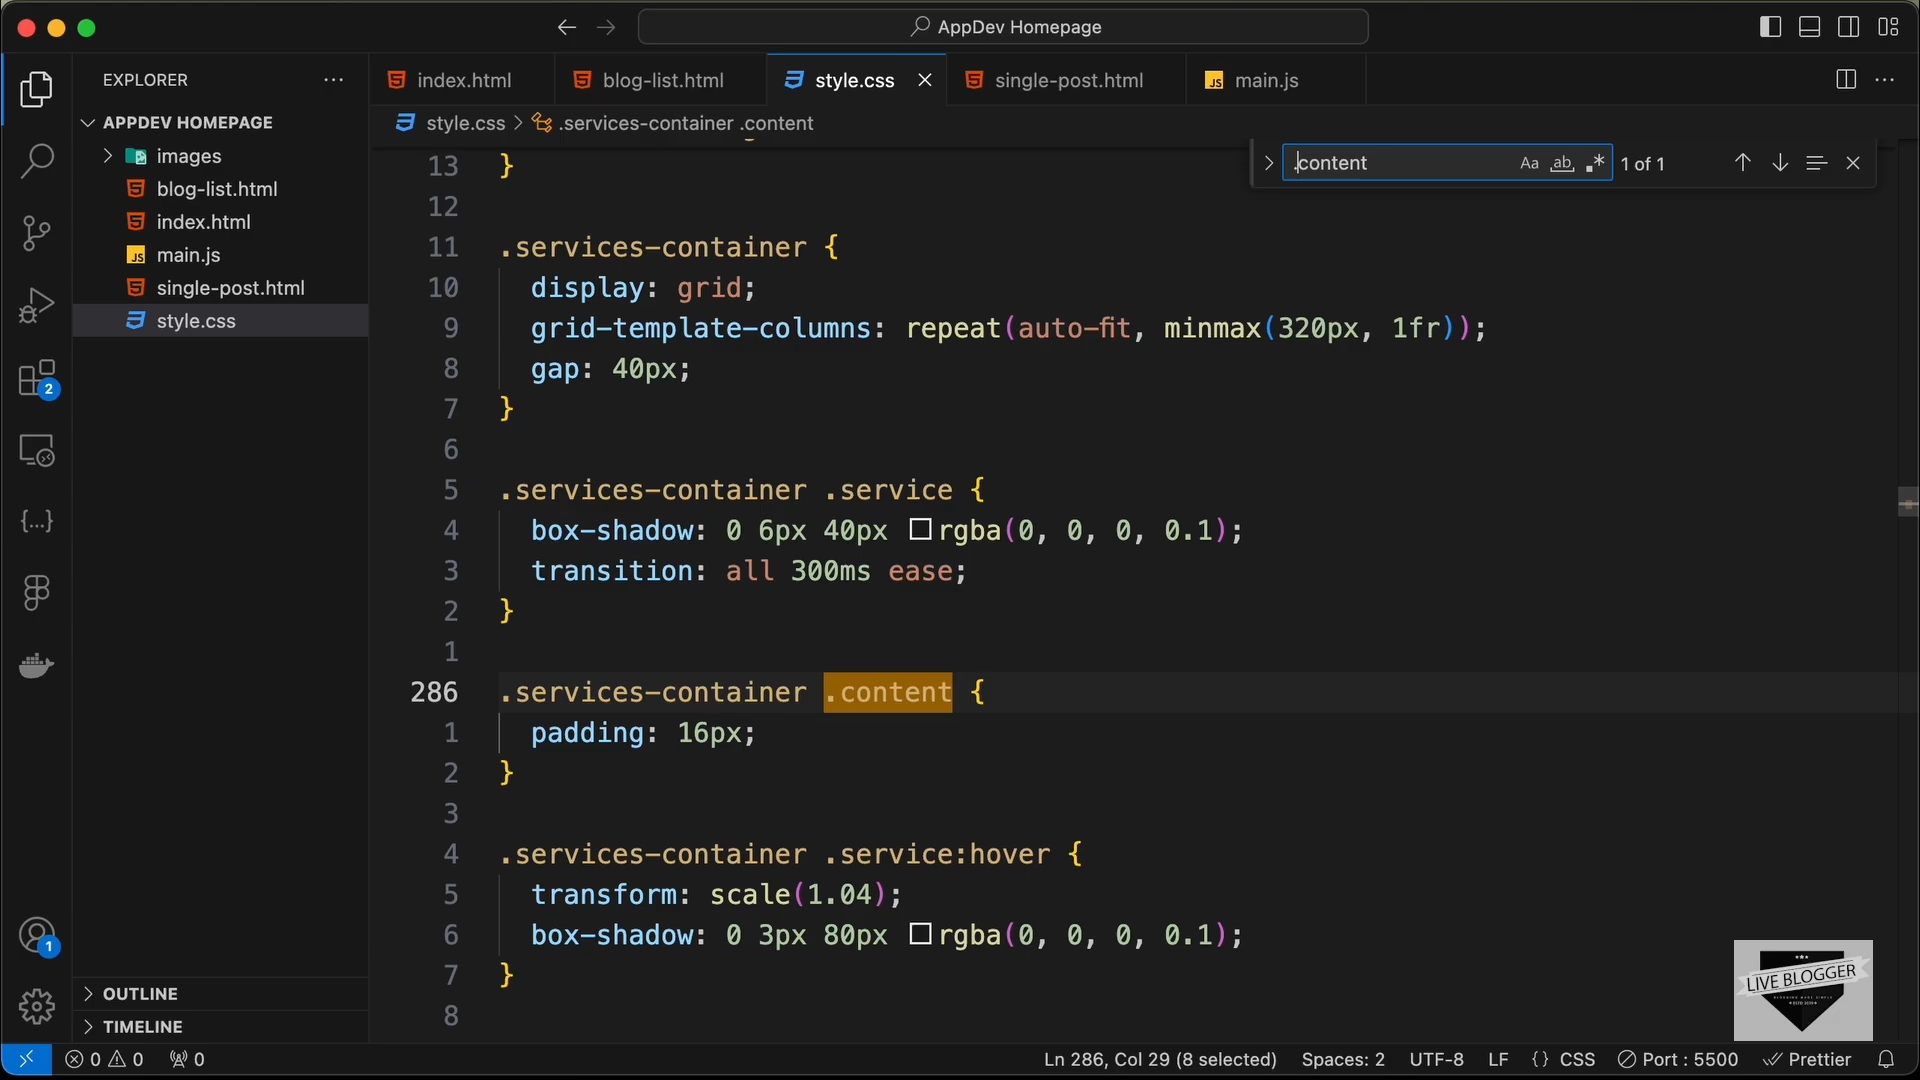 AppDev Homepage
EXPLORER
index.html
blog-list.html
style.css
single-post.html
main.js
APPDEV HOMEPAGE
images
blog-list.html
index.html
main.js
single-post.html
style.css
OUTLINE
TIMELINE
style.css > .services-container .content
.content
Aa ab .* 1 of 1
13 }
12
11 .services-container {
10 display: grid;
9 grid-template-columns: repeat(auto-fit, minmax(320px, 1fr));
8 gap: 40px;
7 }
6
5 .services-container .service {
4 box-shadow: 0 6px 40px rgba(0, 0, 0, 0.1);
3 transition: all 300ms ease;
2 }
1
286 .services-container .content {
1 padding: 16px;
2 }
3
4 .services-container .service:hover {
5 transform: scale(1.04);
6 box-shadow: 0 3px 80px rgba(0, 0, 0, 0.1);
7 }
8
2
1
LIVE BLOGGER
0 0 0
Ln 286, Col 29 (8 selected) Spaces: 2 UTF-8 LF {} CSS Port : 5500 Prettier